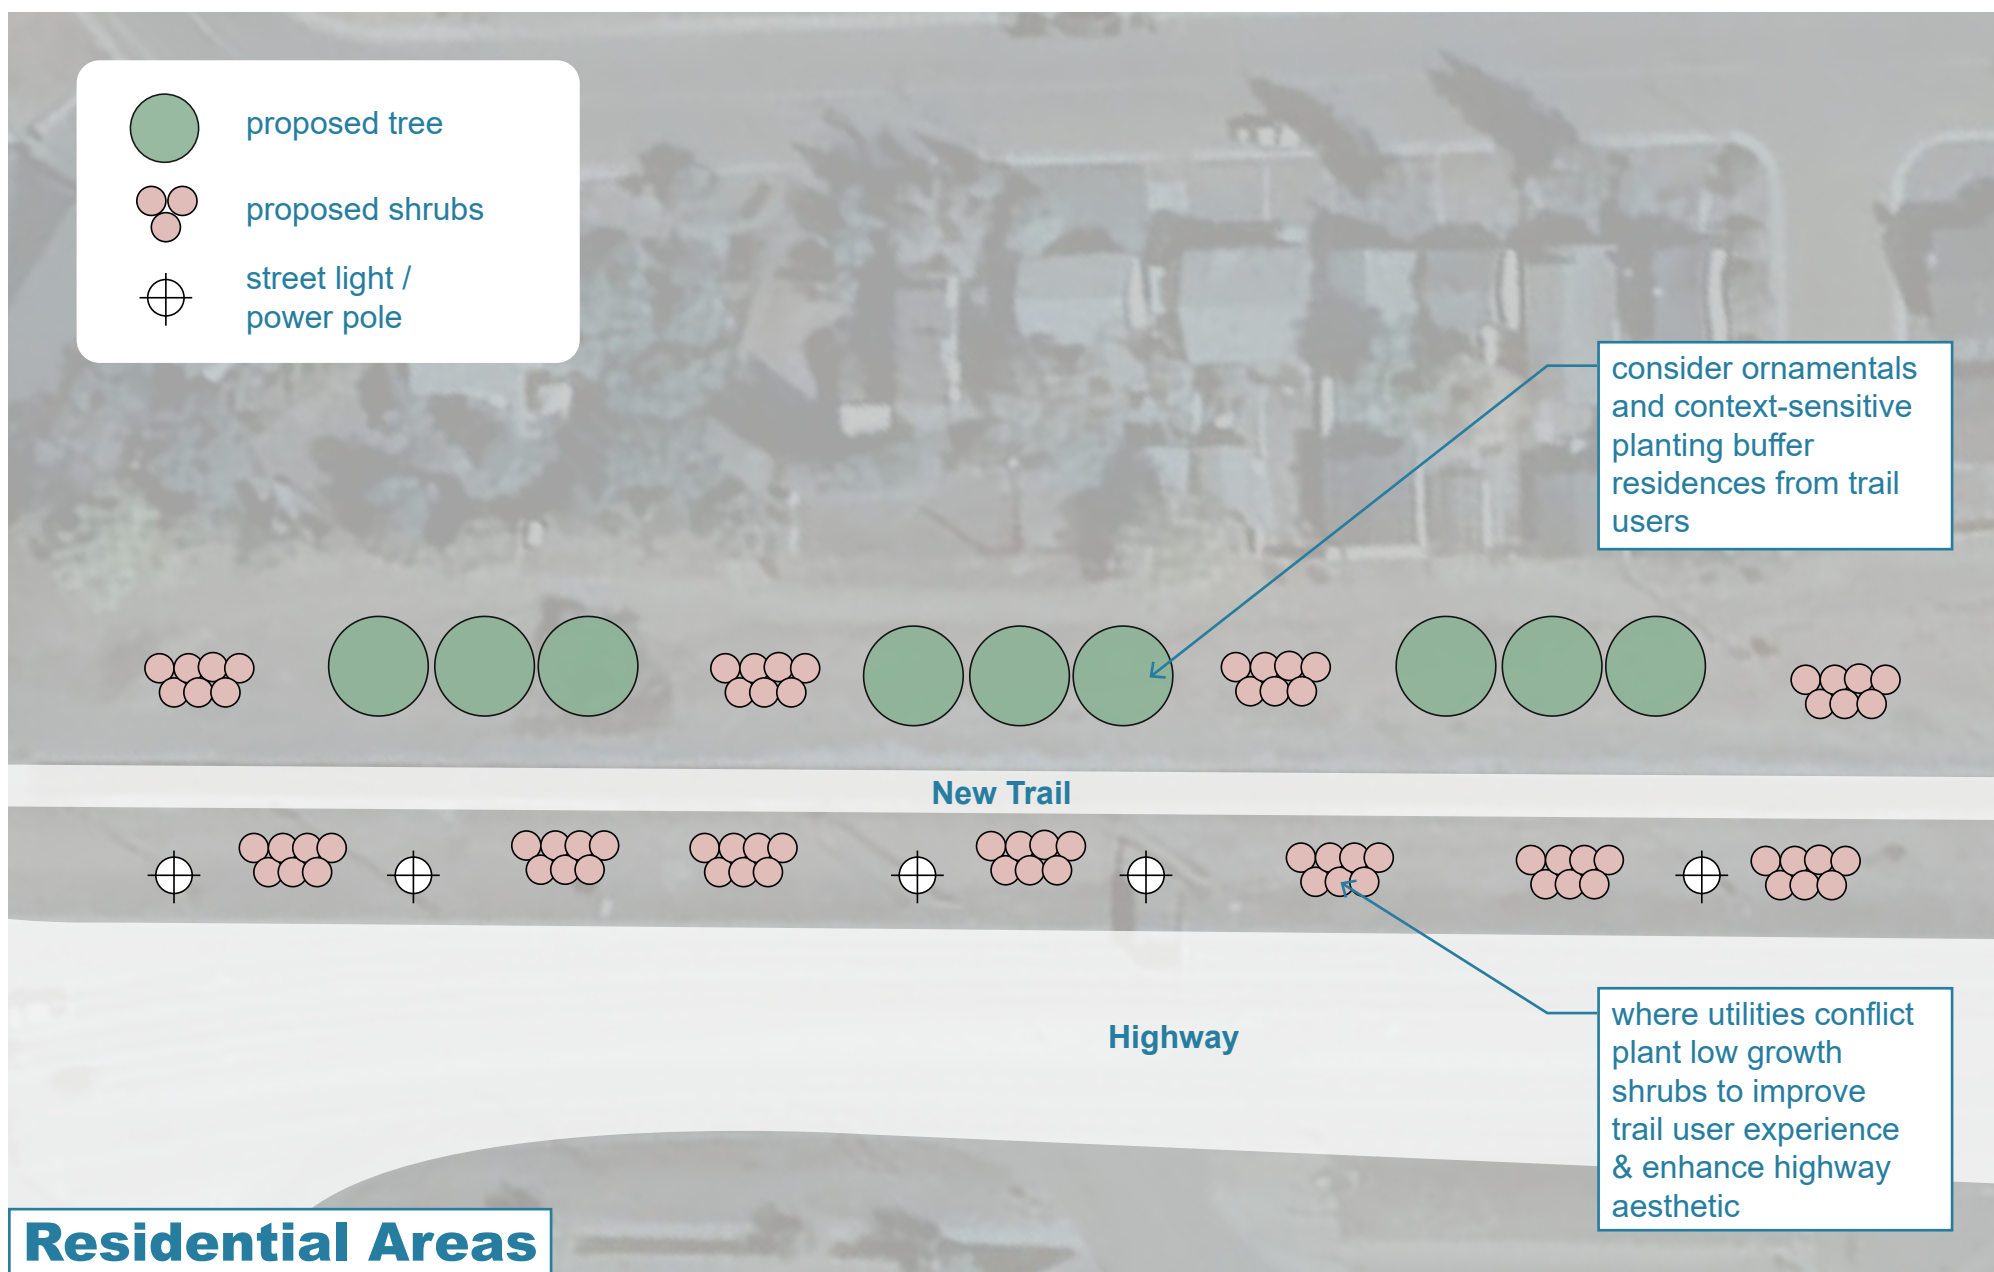 proposed tree
proposed shrubs
street light /
power pole
consider ornamentals
and context-sensitive
planting buffer
residences from trail
users
New Trail
Highway
where utilities conflict
plant low growth
shrubs to improve
trail user experience
& enhance highway
aesthetic
Residential Areas